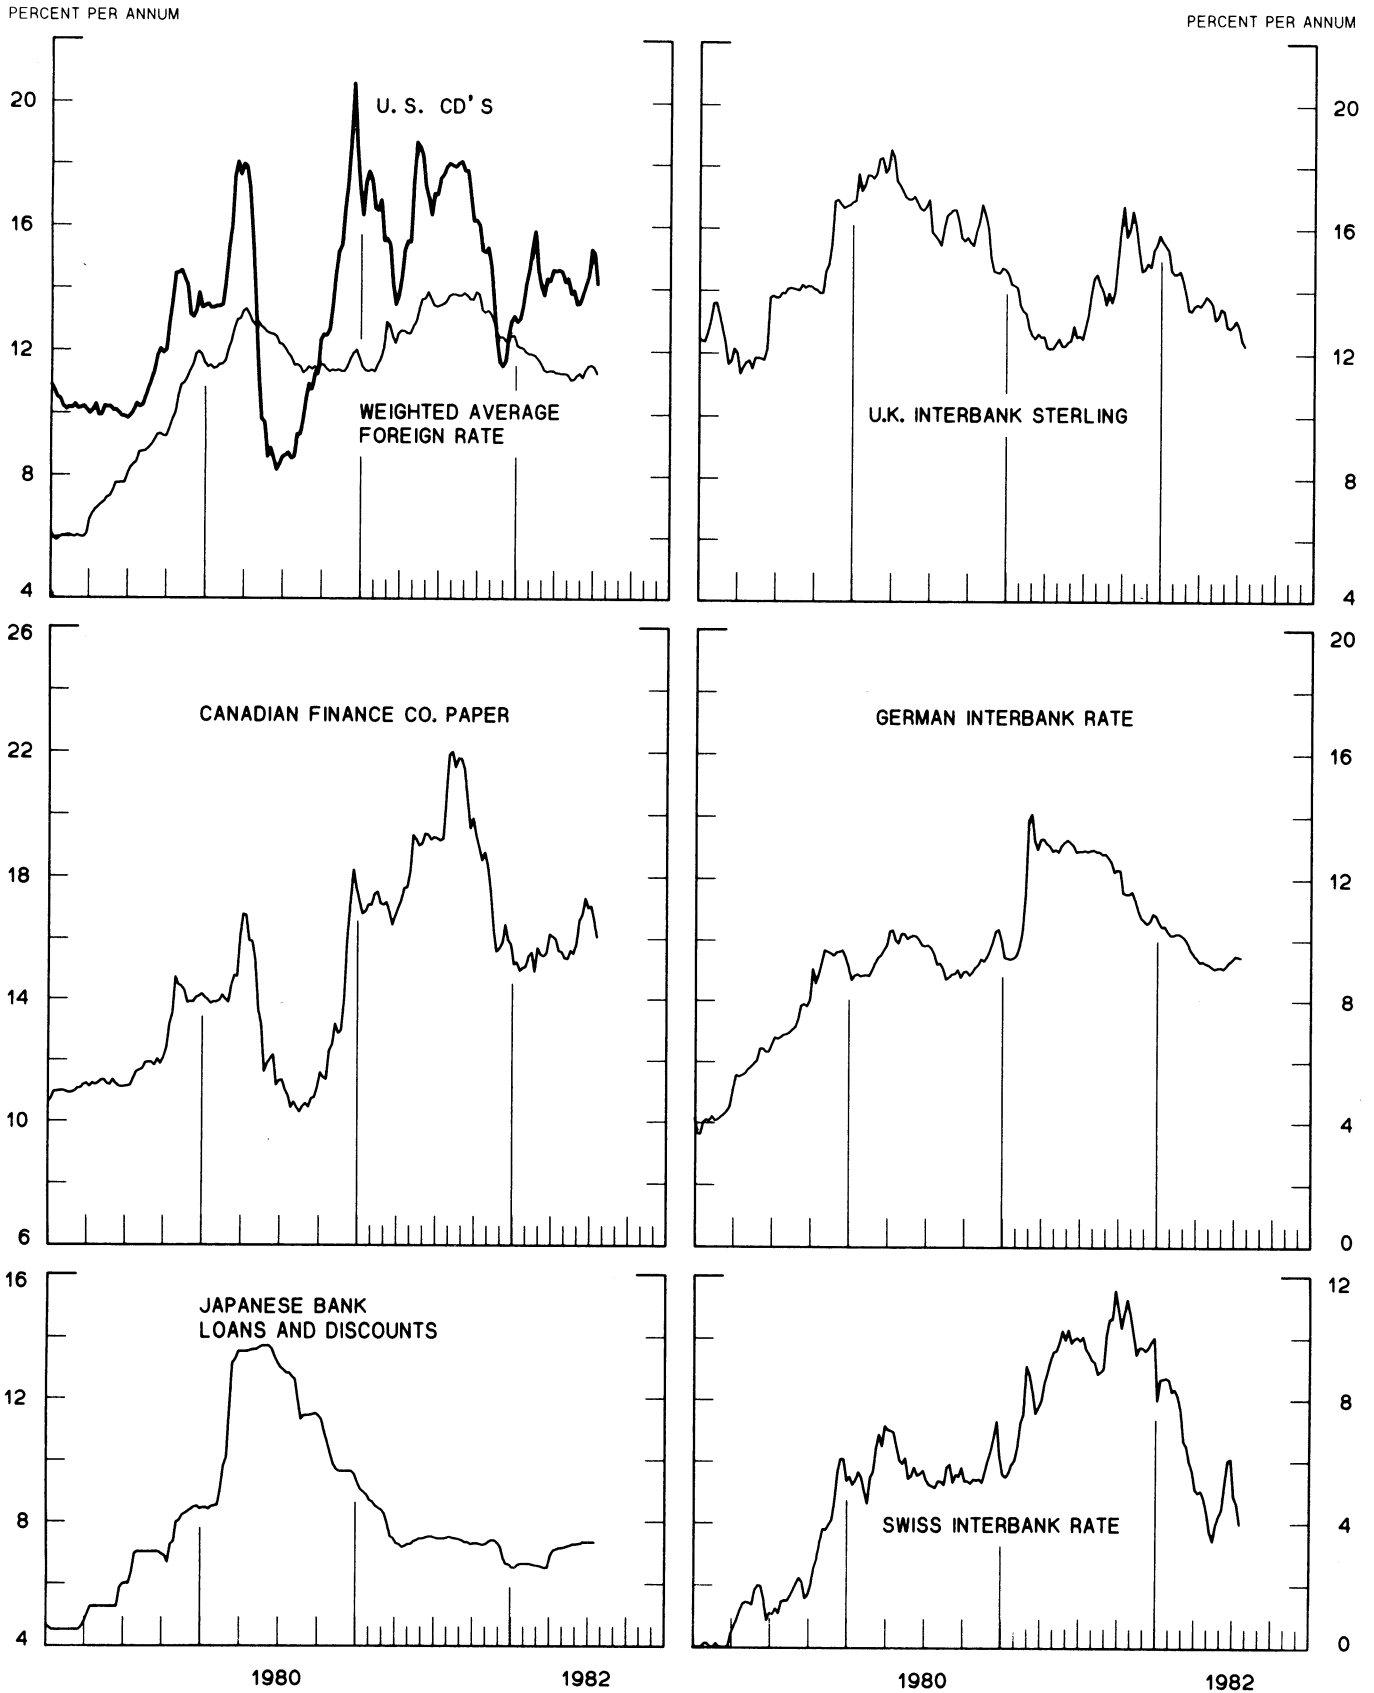 PERCENT PER ANNUM
PERCENT PER ANNUM
20
16
12
8
4
U.S. CD'S
WEIGHTED AVERAGE
FOREIGN RATE
20
16
12
8
4
U.K. INTERBANK STERLING
26
22
18
14
10
6
CANADIAN FINANCE CO. PAPER
20
16
12
8
4
0
GERMAN INTERBANK RATE
16
12
8
4
JAPANESE BANK
LOANS AND DISCOUNTS
12
8
4
0
SWISS INTERBANK RATE
1980 1982
1980 1982